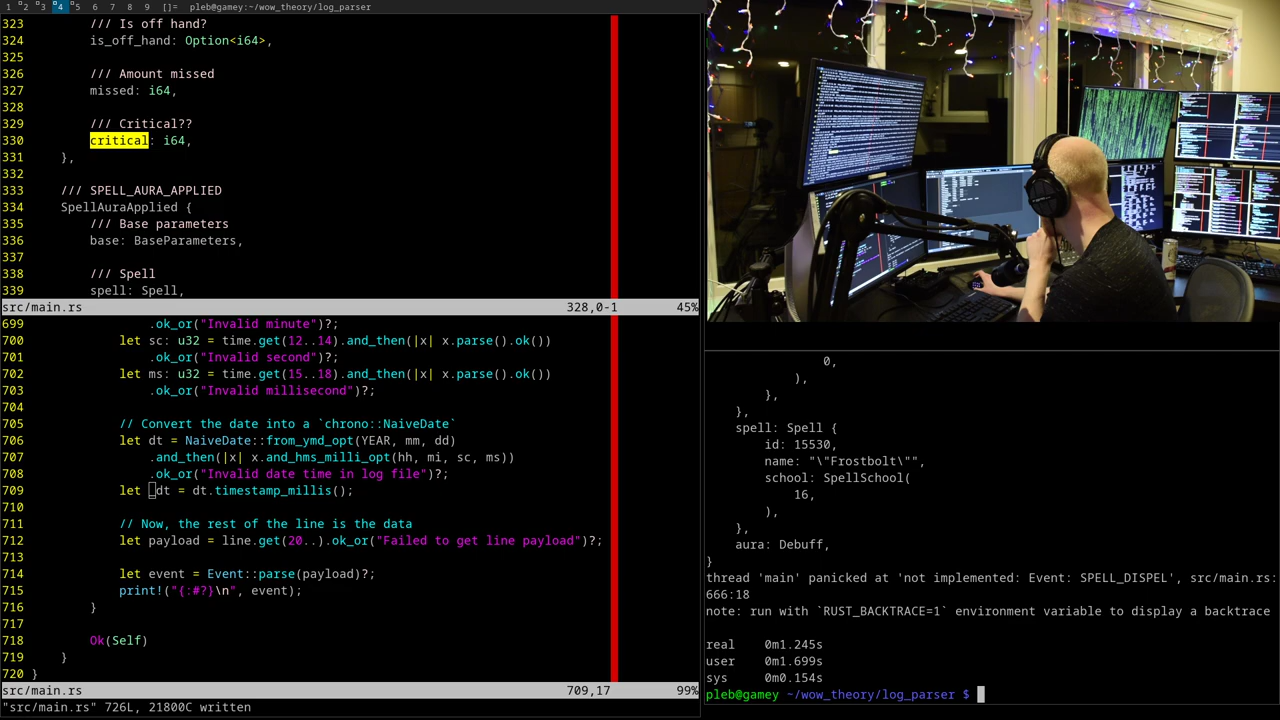 1 2 3 4 5 6 7 8 9 []= pleb@gamey:~/wow_theory/log_parser
323 /// Is off hand?
324 is_off_hand: Option<i64>,
325
326 /// Amount missed
327 missed: i64,
328
329 /// Critical??
330 critical: i64,
331 },
332
333 /// SPELL_AURA_APPLIED
334 SpellAuraApplied {
335 /// Base parameters
336 base: BaseParameters,
337
338 /// Spell
339 spell: Spell,
src/main.rs 328,0-1 45%
699 .ok_or("Invalid minute")?;
700 let sc: u32 = time.get(12..14).and_then(|x| x.parse().ok())
701 .ok_or("Invalid second")?;
702 let ms: u32 = time.get(15..18).and_then(|x| x.parse().ok())
703 .ok_or("Invalid millisecond")?;
704
705 // Convert the date into a `chrono::NaiveDate`
706 let dt = NaiveDate::from_ymd_opt(YEAR, mm, dd)
707 .and_then(|x| x.and_hms_milli_opt(hh, mi, sc, ms))
708 .ok_or("Invalid date time in log file")?;
709 let _dt = dt.timestamp_millis();
710
711 // Now, the rest of the line is the data
712 let payload = line.get(20..).ok_or("Failed to get line payload")?;
713
714 let event = Event::parse(payload)?;
715 print!("{:#?}\n", event);
716 }
717
718 Ok(Self)
719 }
720 }
src/main.rs 709,17 99%
"src/main.rs" 726L, 21800C written
0,
),
},
},
spell: Spell {
id: 15530,
name: "\"Frostbolt\"",
school: SpellSchool(
16,
),
},
aura: Debuff,
}
thread 'main' panicked at 'not implemented: Event: SPELL_DISPEL', src/main.rs:
666:18
note: run with `RUST_BACKTRACE=1` environment variable to display a backtrace
real 0m1.245s
user 0m1.699s
sys 0m0.154s
pleb@gamey ~/wow_theory/log_parser $